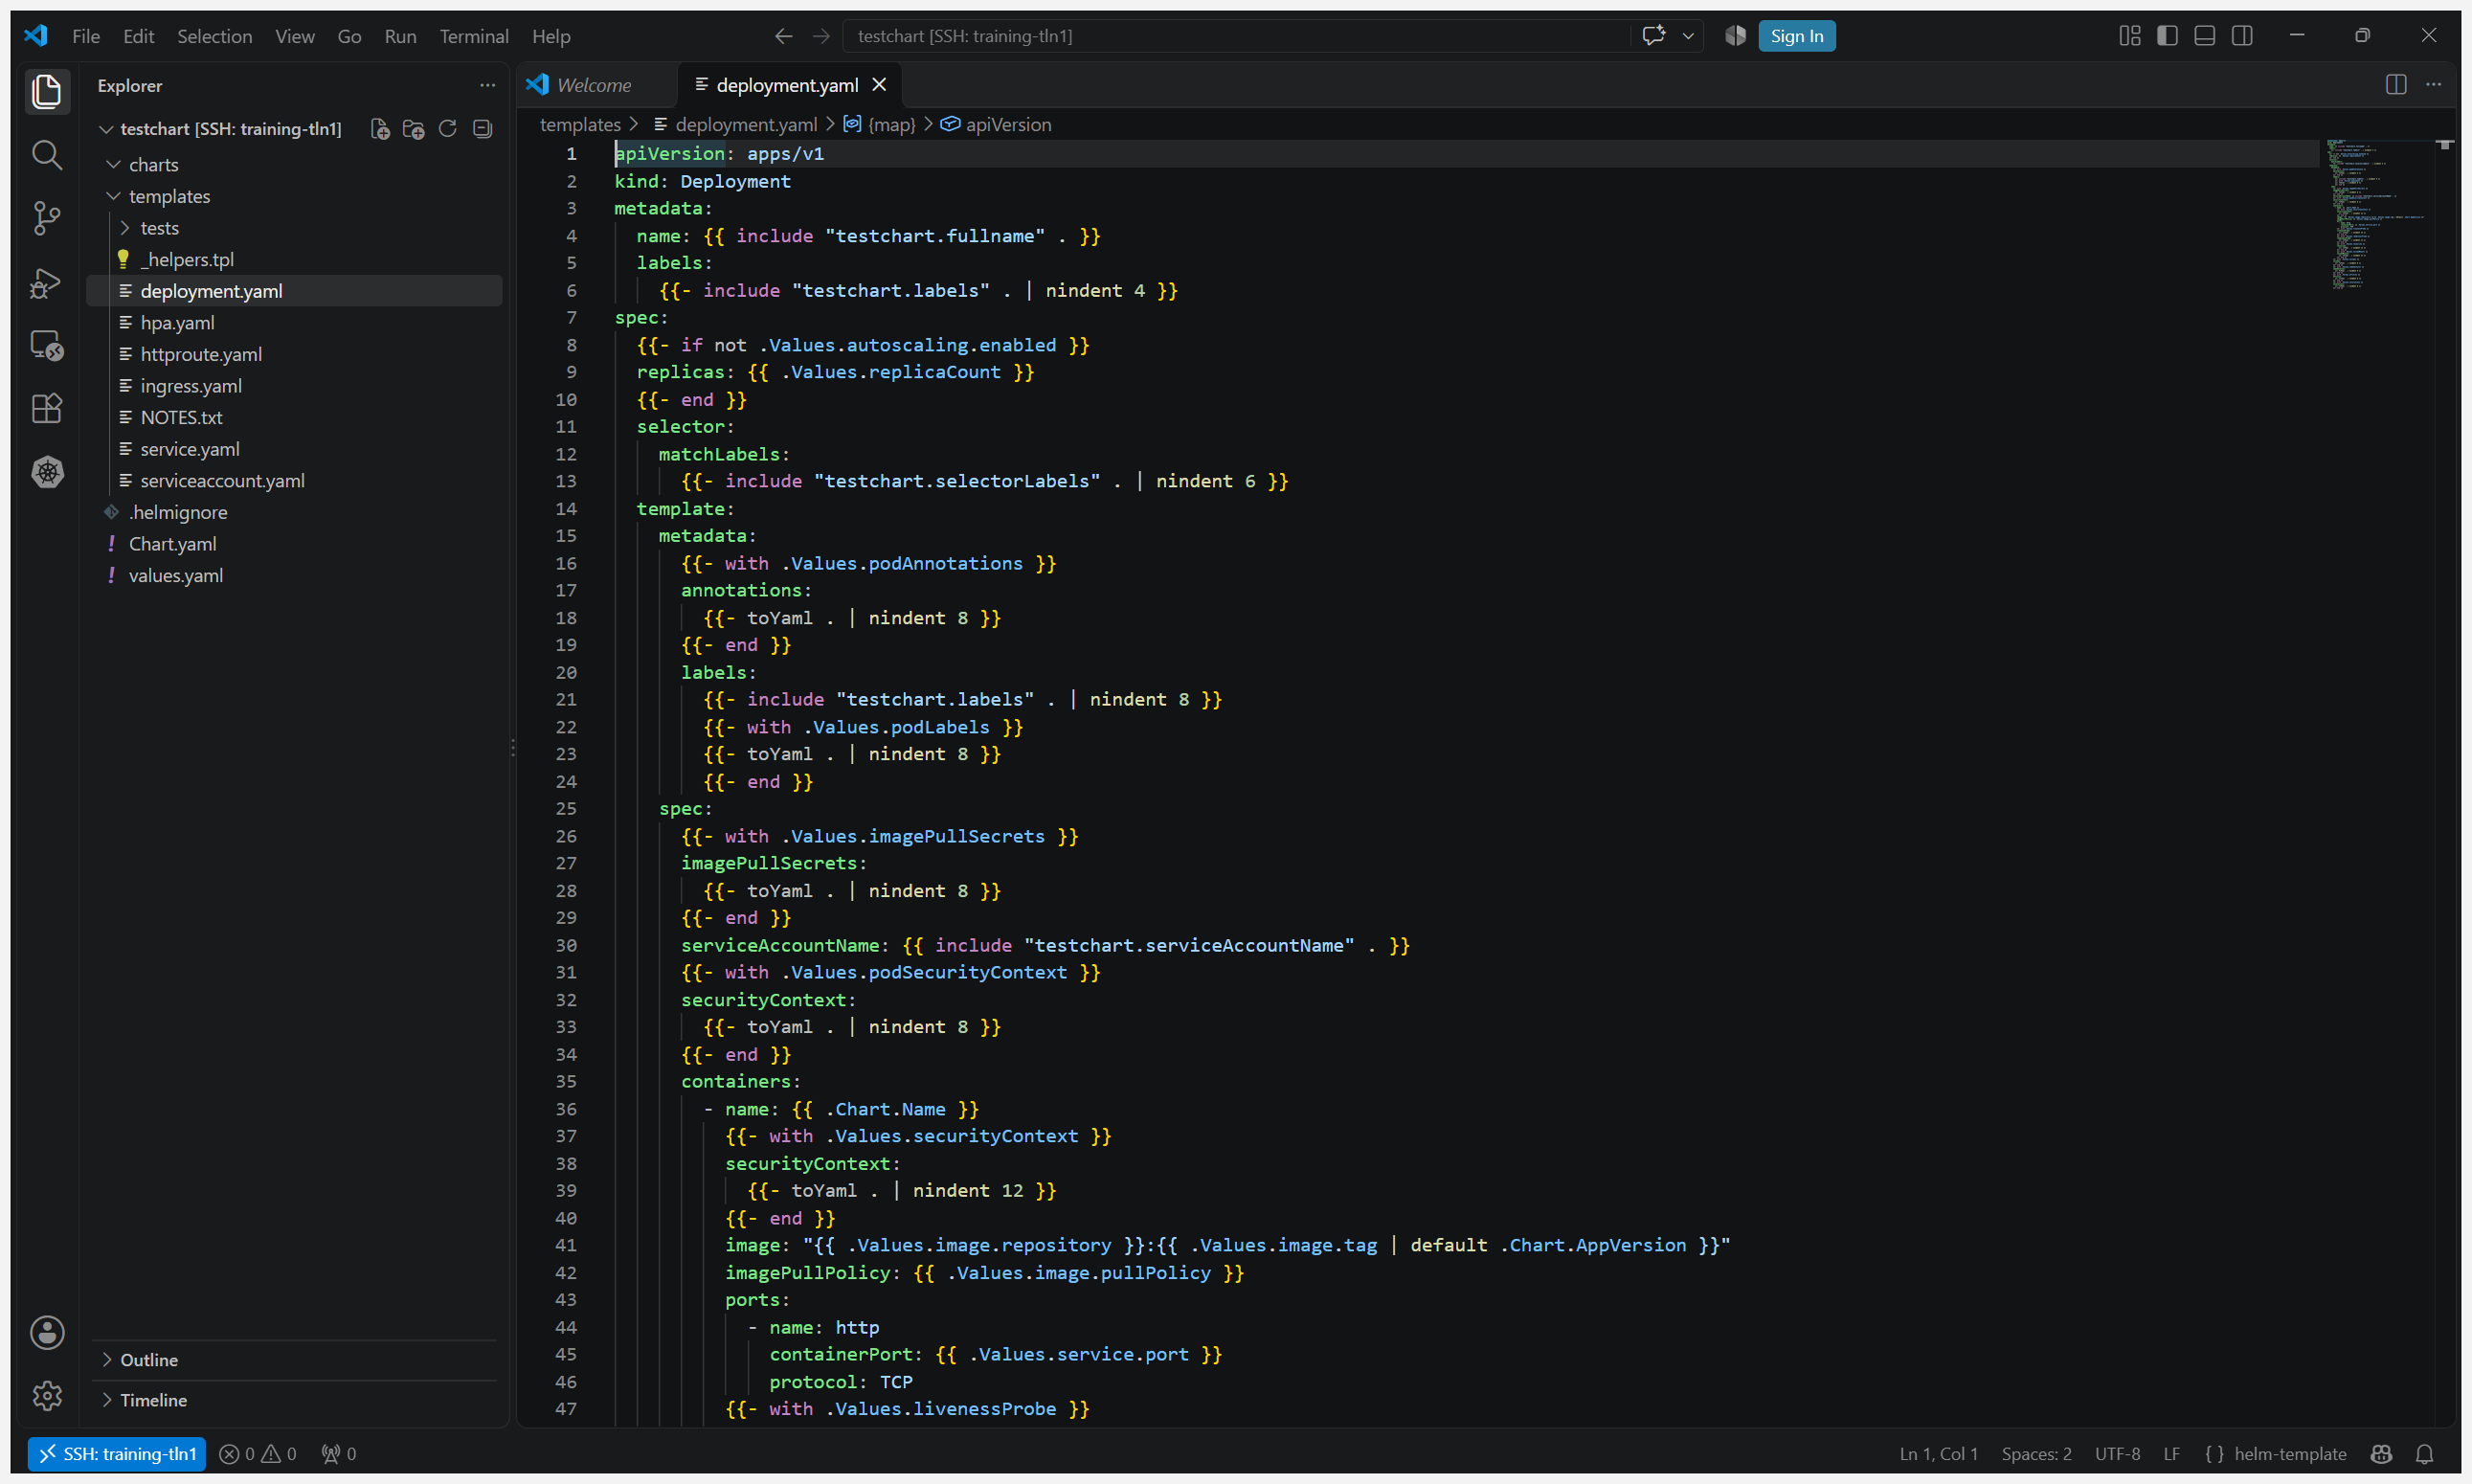 File Edit Selection View Go Run Terminal Help
testchart [SSH: training-tln1]
Sign In
Explorer
testchart [SSH: training-tln1]
charts
templates
tests
_helpers.tpl
deployment.yaml
hpa.yaml
httproute.yaml
ingress.yaml
NOTES.txt
service.yaml
serviceaccount.yaml
.helmignore
Chart.yaml
values.yaml
Outline
Timeline
Welcome
deployment.yaml
templates > deployment.yaml > {map} > apiVersion
1 apiVersion: apps/v1
2 kind: Deployment
3 metadata:
4   name: {{ include "testchart.fullname" . }}
5   labels:
6     {{- include "testchart.labels" . | nindent 4 }}
7 spec:
8   {{- if not .Values.autoscaling.enabled }}
9   replicas: {{ .Values.replicaCount }}
10   {{- end }}
11   selector:
12     matchLabels:
13       {{- include "testchart.selectorLabels" . | nindent 6 }}
14   template:
15     metadata:
16       {{- with .Values.podAnnotations }}
17       annotations:
18         {{- toYaml . | nindent 8 }}
19       {{- end }}
20       labels:
21         {{- include "testchart.labels" . | nindent 8 }}
22         {{- with .Values.podLabels }}
23         {{- toYaml . | nindent 8 }}
24         {{- end }}
25     spec:
26       {{- with .Values.imagePullSecrets }}
27       imagePullSecrets:
28         {{- toYaml . | nindent 8 }}
29       {{- end }}
30       serviceAccountName: {{ include "testchart.serviceAccountName" . }}
31       {{- with .Values.podSecurityContext }}
32       securityContext:
33         {{- toYaml . | nindent 8 }}
34       {{- end }}
35       containers:
36         - name: {{ .Chart.Name }}
37           {{- with .Values.securityContext }}
38           securityContext:
39             {{- toYaml . | nindent 12 }}
40           {{- end }}
41           image: "{{ .Values.image.repository }}:{{ .Values.image.tag | default .Chart.AppVersion }}"
42           imagePullPolicy: {{ .Values.image.pullPolicy }}
43           ports:
44             - name: http
45               containerPort: {{ .Values.service.port }}
46               protocol: TCP
47           {{- with .Values.livenessProbe }}
SSH: training-tln1 0 0 0
Ln 1, Col 1 Spaces: 2 UTF-8 LF { } helm-template